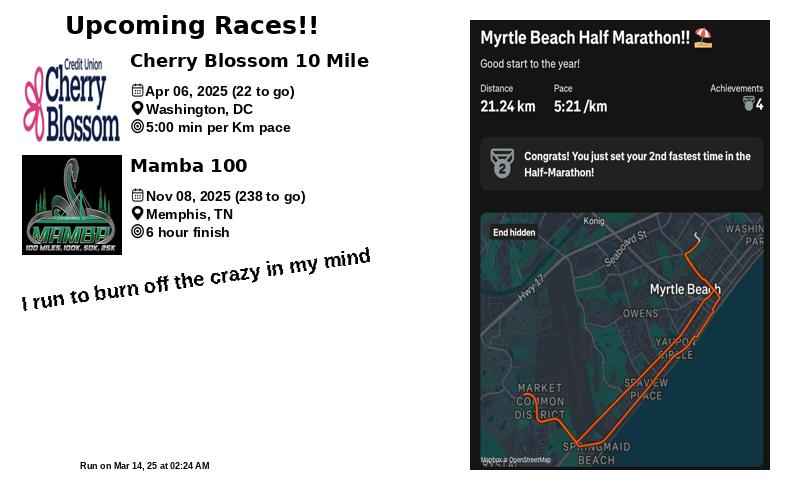 Upcoming Races!!
Credit Union
Cherry
Blossom
Cherry Blossom 10 Mile
Apr 06, 2025 (22 to go)
Washington, DC
5:00 min per Km pace
MAMBA
100 MILES, 100K, 50K, 25K
Mamba 100
Nov 08, 2025 (238 to go)
Memphis, TN
6 hour finish
I run to burn off the crazy in my mind
Run on Mar 14, 25 at 02:24 AM
Myrtle Beach Half Marathon!! ⛱️
Good start to the year!
Distance Pace Achievements
21.24 km 5:21 /km 4
2
Congrats! You just set your 2nd fastest time in the
Half-Marathon!
End hidden
Konig
Seaboard St
WASHIN
PAR
Hwy 17
Myrtle Beach
OWENS
YAUPON
CIRCLE
SEAVIEW
PLACE
MARKET
COMMON
DISTRICT
SPRINGMAID
BEACH
Mapbox © OpenStreetMap